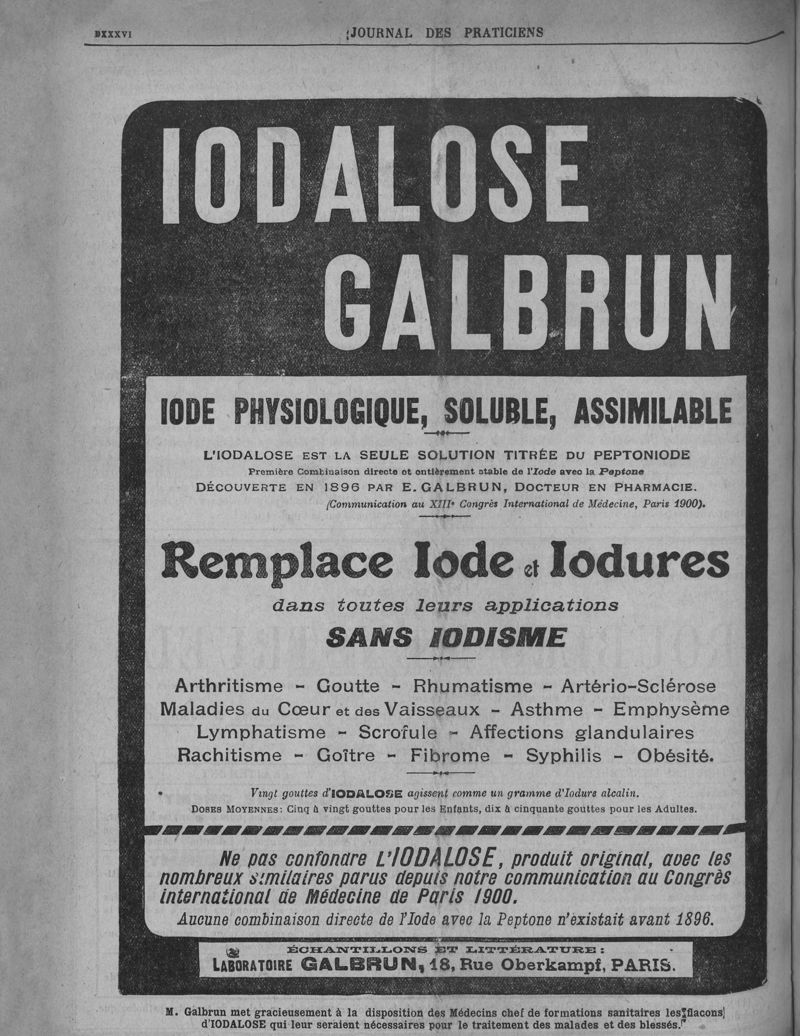 DXXXVI JOURNAL DES PRATICIENS
IODALOSE
GALBRUN
IODE PHYSIOLOGIQUE, SOLUBLE, ASSIMILABLE
L'IODALOSE EST LA SEULE SOLUTION TITRÉE DU PEPTONIODE
Première Combinaison directe et entièrement stable de l'Iode avec la Peptone
DÉCOUVERTE EN 1896 PAR E. GALBRUN, DOCTEUR EN PHARMACIE.
(Communication au XIIIe Congrès International de Médecine, Paris 1900).
Remplace Iode et Iodures
dans toutes leurs applications
SANS IODISME
Arthritisme - Goutte - Rhumatisme - Artério-Sclérose
Maladies du Cœur et des Vaisseaux - Asthme - Emphysème
Lymphatisme - Scrofule - Affections glandulaires
Rachitisme - Goître - Fibrome - Syphilis - Obésité.
Vingt gouttes d'IODALOSE agissent comme un gramme d'Iodure alcalin.
DOSES MOYENNES: Cinq à vingt gouttes pour les Enfants, dix à cinquante gouttes pour les Adultes.
Ne pas confondre L'IODALOSE, produit original, avec les
nombreux similaires parus depuis notre communication au Congrès
international de Médecine de Paris 1900.
Aucune combinaison directe de l'Iode avec la Peptone n'existait avant 1896.
ÉCHANTILLONS ET LITTÉRATURE:
LABORATOIRE GALBRUN, 18, Rue Oberkampf, PARIS.
M. Galbrun met gracieusement à la disposition des Médecins chef de formations sanitaires les flacons
d'IODALOSE qui leur seraient nécessaires pour le traitement des malades et des blessés.